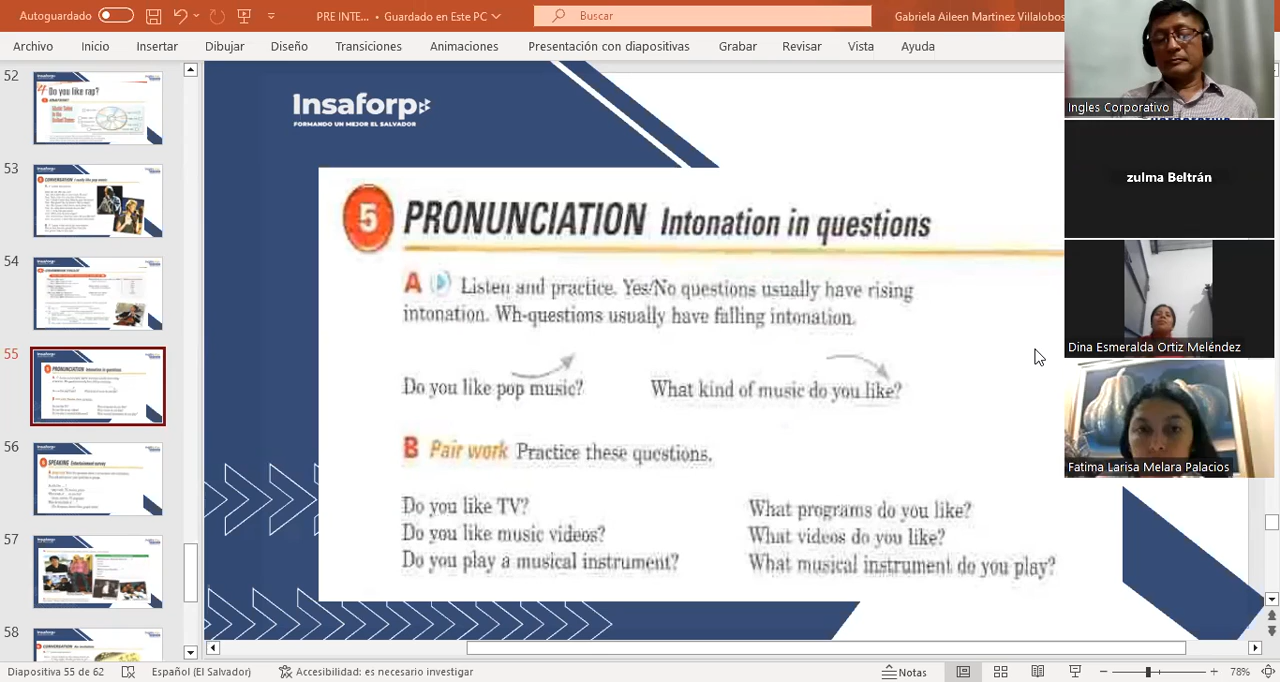 Autoguardado
PRE INTE... • Guardado en Este PC
Buscar
Gabriela Aileen Martinez Villalobos
Archivo Inicio Insertar Dibujar Diseño Transiciones Animaciones Presentación con diapositivas Grabar Revisar Vista Ayuda
52
Do you like rap?
53
54
55
56
57
58
Insaforp
FORMANDO UN MEJOR EL SALVADOR
5 PRONUNCIATION Intonation in questions
A Listen and practice. Yes/No questions usually have rising
intonation. Wh-questions usually have falling intonation.
Do you like pop music? What kind of music do you like?
B Pair work Practice these questions.
Do you like TV? What programs do you like?
Do you like music videos? What videos do you like?
Do you play a musical instrument? What musical instrument do you play?
Ingles Corporativo
zulma Beltrán
Dina Esmeralda Ortiz Meléndez
Fatima Larisa Melara Palacios
Diapositiva 55 de 62 Español (El Salvador) Accesibilidad: es necesario investigar Notas 78%